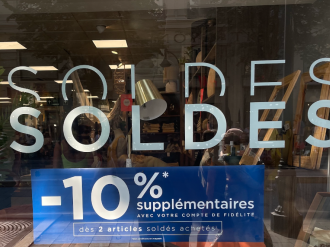 SOLDES
SOLDES
-10%*
supplémentaires
AVEC VOTRE COMPTE DE FIDÉLITÉ
dès 2 articles soldés achetés